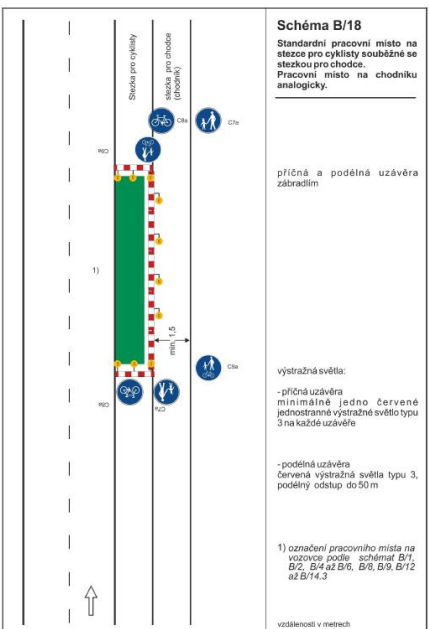 Stezka pro cyklisty
stezka pro chodce
(chodník)
C8a
C7a
C9a
1)
min. 1,5
C9a
C8a
C7a
Schéma B/18
Standardní pracovní místo na
stezce pro cyklisty souběžné se
stezkou pro chodce.
Pracovní místo na chodníku
analogicky.
příčná a podélná uzávěra
zábradlím
výstražná světla:
- příčná uzávěra
minimálně jedno červené
jednostranné výstražné světlo typu
3 na každé uzávěře
- podélná uzávěra
červená výstražná světla typu 3,
podélný odstup do 50 m
1) označení pracovního místa na
vozovce podle schémat B/1,
B/2, B/4 až B/6, B/8, B/9, B/12
až B/14.3
vzdálenosti v metrech